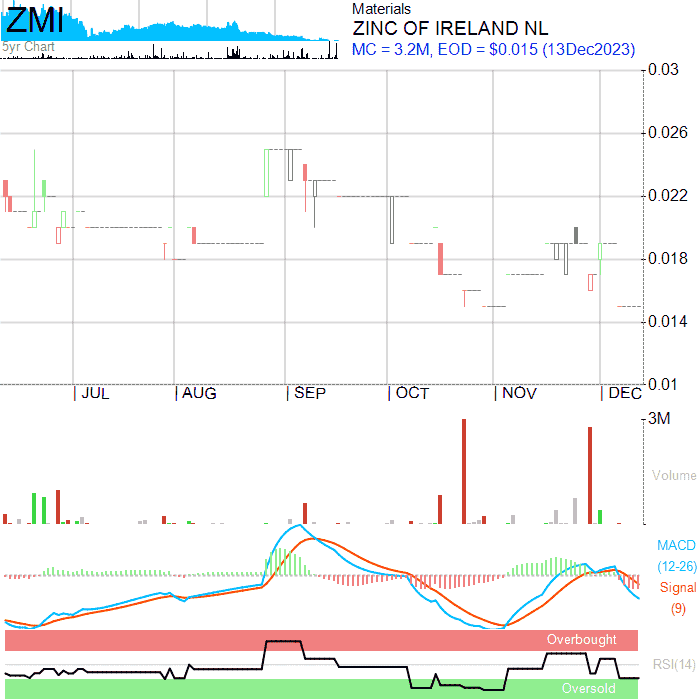 ZMI
5yr Chart
Materials
ZINC OF IRELAND NL
MC = 3.2M, EOD = $0.015 (13Dec2023)
0.03
0.026
0.022
0.018
0.014
0.01
JUL AUG SEP OCT NOV DEC
3M
Volume
MACD
(12-26)
Signal
(9)
Overbought
RSI(14)
Oversold